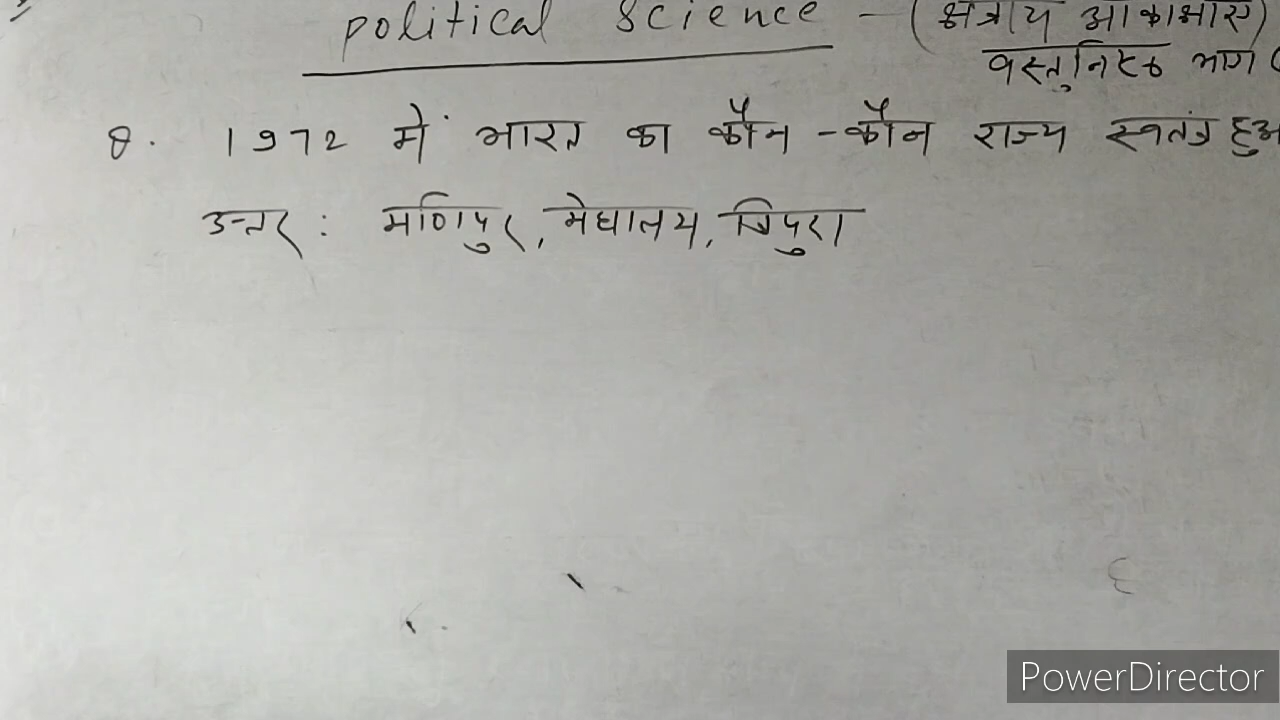 political Science - (क्षेत्रीय आकांक्षाएं)
वस्तुनिष्ठ भाग (
8. 1972 में भारत का कौन-कौन राज्य स्वतंत्र हुआ
उत्तर: मणिपुर, मेघालय, त्रिपुरा
PowerDirector